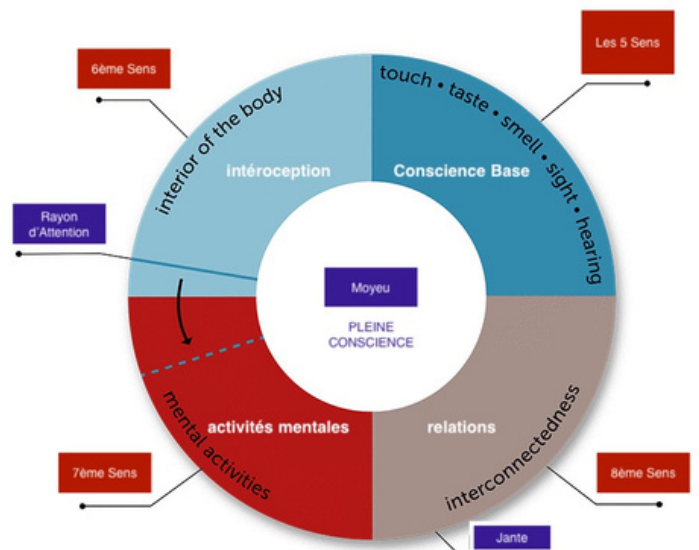 Les 5 Sens
6ème Sens
touch • taste • smell • sight • hearing
interior of the body
intéroception
Conscience Base
Rayon
d'Attention
Moyeu
PLEINE
CONSCIENCE
activités mentales
relations
mental activities
interconnectedness
7ème Sens
8ème Sens
Jante